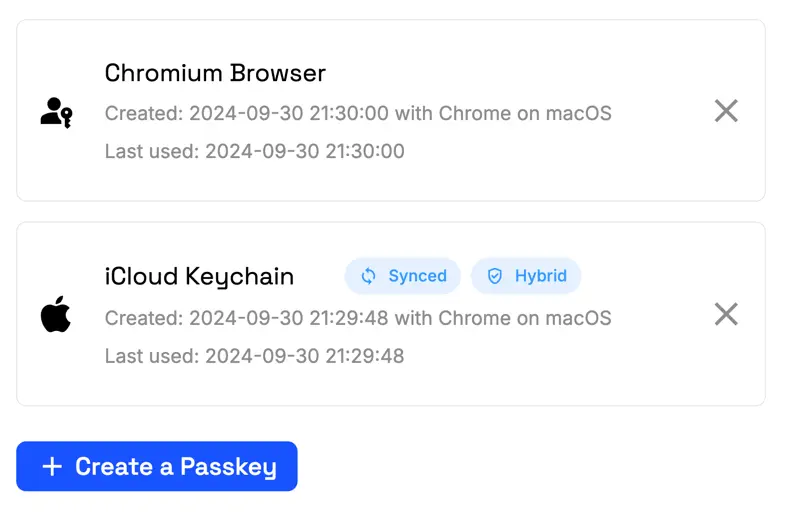 Chromium Browser
Created: 2024-09-30 21:30:00 with Chrome on macOS
Last used: 2024-09-30 21:30:00
iCloud Keychain Synced Hybrid
Created: 2024-09-30 21:29:48 with Chrome on macOS
Last used: 2024-09-30 21:29:48
+ Create a Passkey